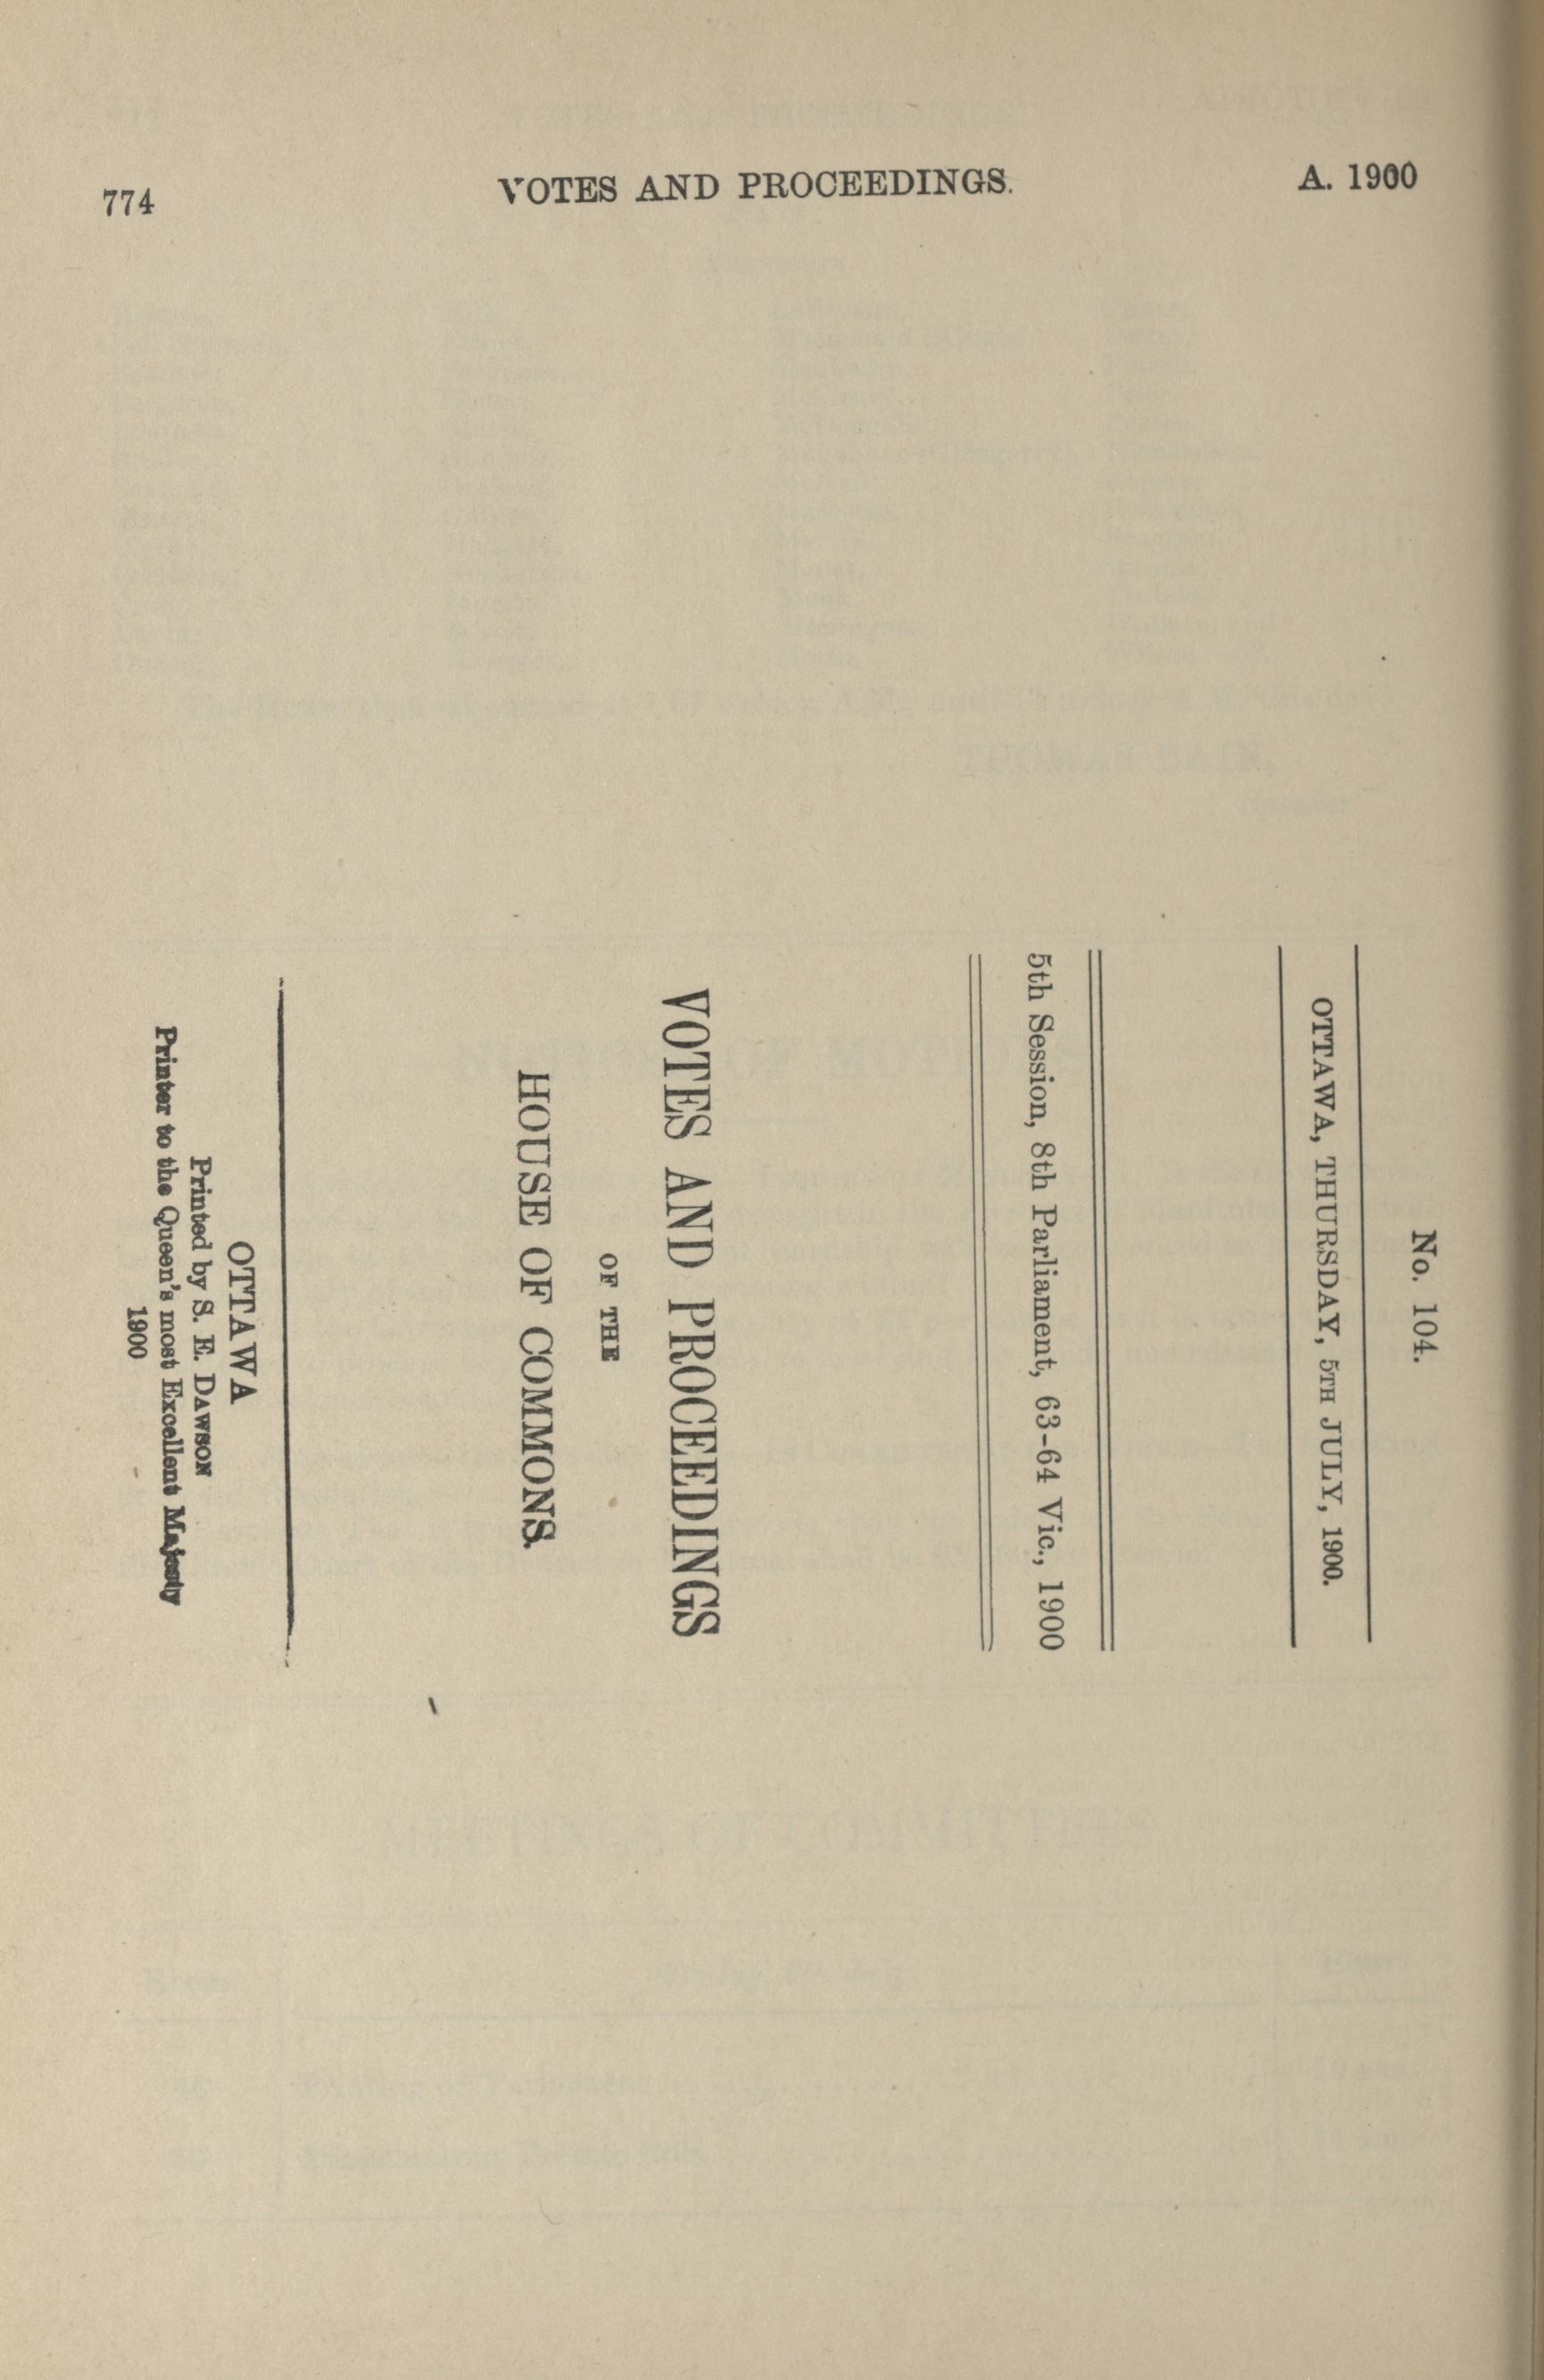 774
VOTES AND PROCEEDINGS.
A. 1900
No. 104.
OTTAWA, THURSDAY, 5TH JULY, 1900.
5th Session, 8th Parliament, 63-64 Vic., 1900
VOTES AND PROCEEDINGS
OF THE
HOUSE OF COMMONS.
OTTAWA
Printed by S. E. DAWSON
Printer to the Queen's most Excellent Majesty
1900